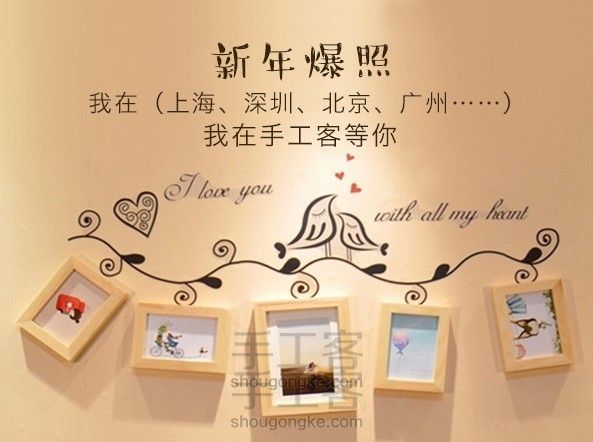 新年爆照
我在（上海、深圳、北京、广州……）
我在手工客等你
I love you
with all my heart
手工客
shougongke.com
手工客
shougongke.com